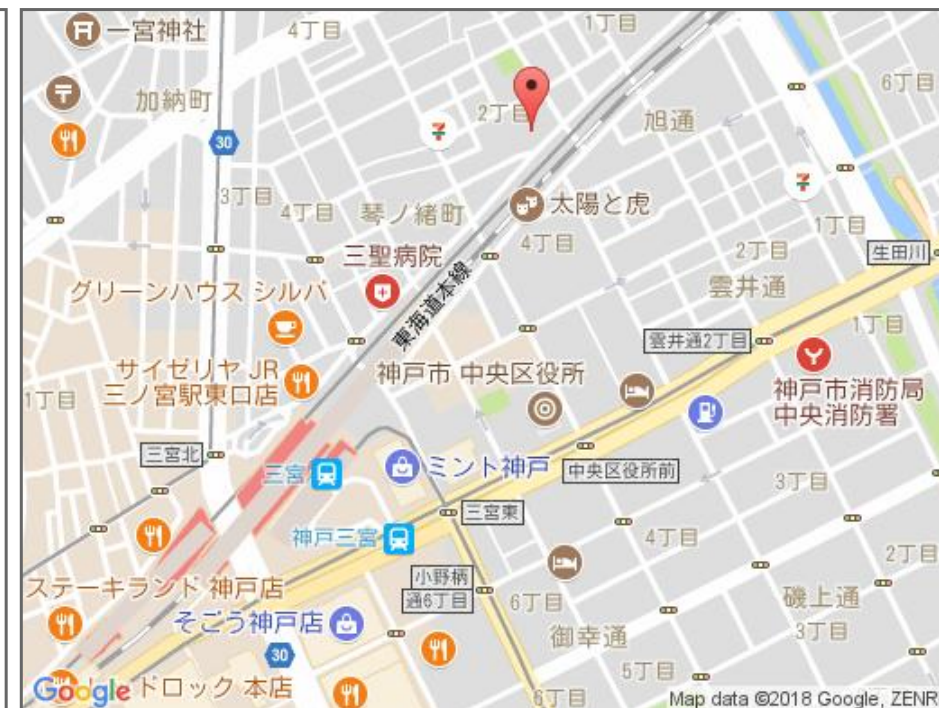 一宮神社
4丁目
1丁目
6丁目
加納町
2丁目
旭通
30
3丁目
4丁目
琴ノ緒町
太陽と虎
1丁目
4丁目
2丁目
三聖病院
生田川
グリーンハウス シルバ
東海道本線
雲井通
雲井通2丁目
1丁目
サイゼリヤ JR
三ノ宮駅東口店
神戸市 中央区役所
神戸市消防局
中央消防署
1丁目
三宮北
三宮
ミント神戸
中央区役所前
3丁目
三宮東
神戸三宮
4丁目
2丁目
ステーキランド 神戸店
小野柄
通6丁目
6丁目
磯上通
そごう神戸店
御幸通
3丁目
30
5丁目
Google
ドロック 本店
6丁目
Map data ©2018 Google, ZENR